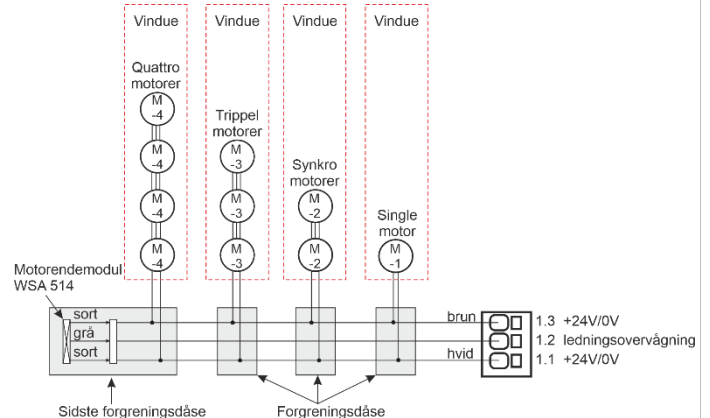 Vindue
Vindue
Vindue
Vindue
Quattro
motorer
M
-4
M
-4
M
-4
M
-4
Trippel
motorer
M
-3
M
-3
M
-3
Synkro
motorer
M
-2
M
-2
Single
motor
M
-1
Motorendemodul
WSA 514
sort
grå
sort
brun
hvid
1.3 +24V/0V
1.2 ledningsovervågning
1.1 +24V/0V
Sidste forgreningsdåse
Forgreningsdåse